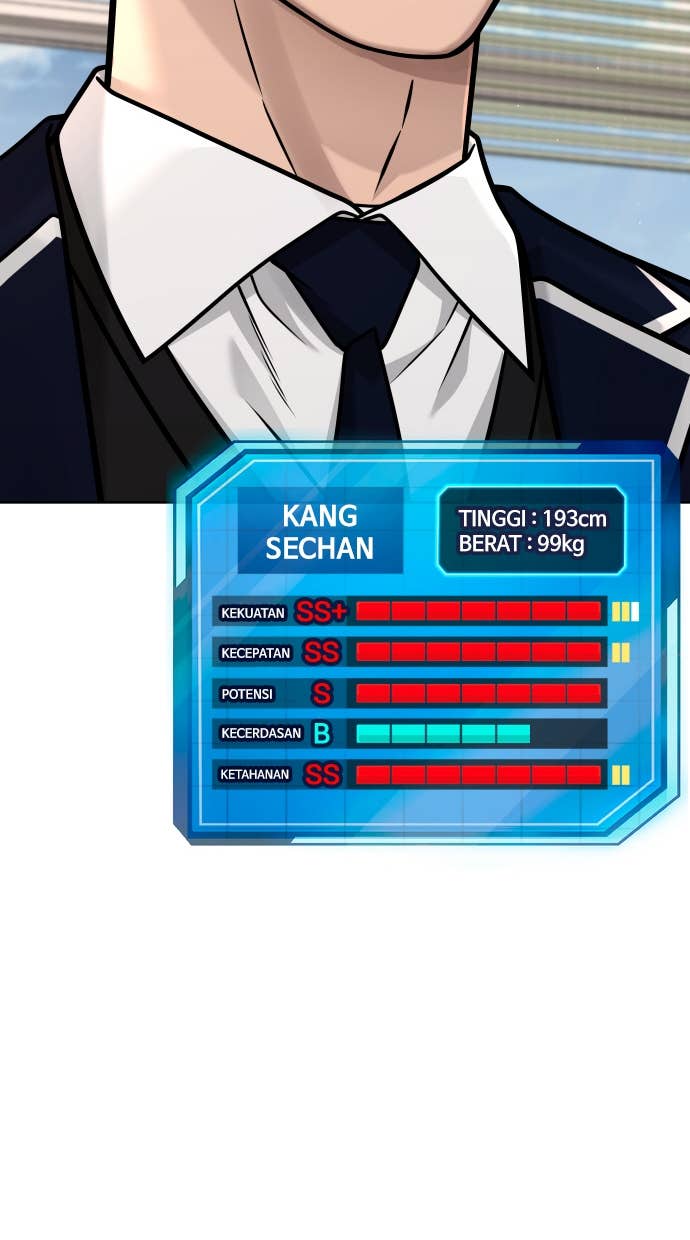 KANG
SECHAN
TINGGI : 193cm
BERAT : 99kg
KEKUATAN SS+
KECEPATAN SS
POTENSI S
KECERDASAN B
KETAHANAN SS